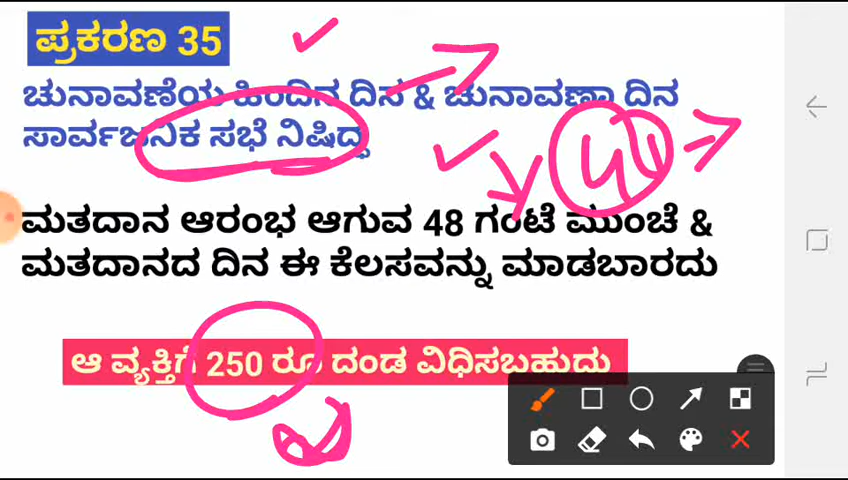 ಪ್ರಕರಣ 35
ಚುನಾವಣೆಯ ಹಿಂದಿನ ದಿನ & ಚುನಾವಣಾ ದಿನ
ಸಾರ್ವಜನಿಕ ಸಭೆ ನಿಷಿದ್ಧ
ಮತದಾನ ಆರಂಭ ಆಗುವ 48 ಗಂಟೆ ಮುಂಚೆ &
ಮತದಾನದ ದಿನ ಈ ಕೆಲಸವನ್ನು ಮಾಡಬಾರದು
ಆ ವ್ಯಕ್ತಿಗೆ 250 ರೂ ದಂಡ ವಿಧಿಸಬಹುದು